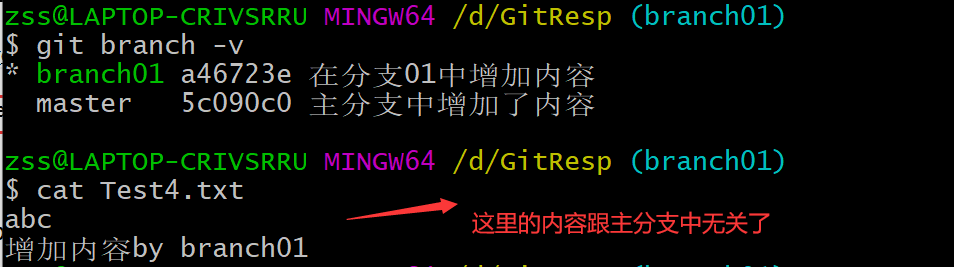 zss@LAPTOP-CRIVSRRU MINGW64 /d/GitResp (branch01)
$ git branch -v
* branch01 a46723e 在分支01中增加内容
master 5c090c0 主分支中增加了内容
zss@LAPTOP-CRIVSRRU MINGW64 /d/GitResp (branch01)
$ cat Test4.txt
abc
这里的内容跟主分支中无关了
增加内容by branch01